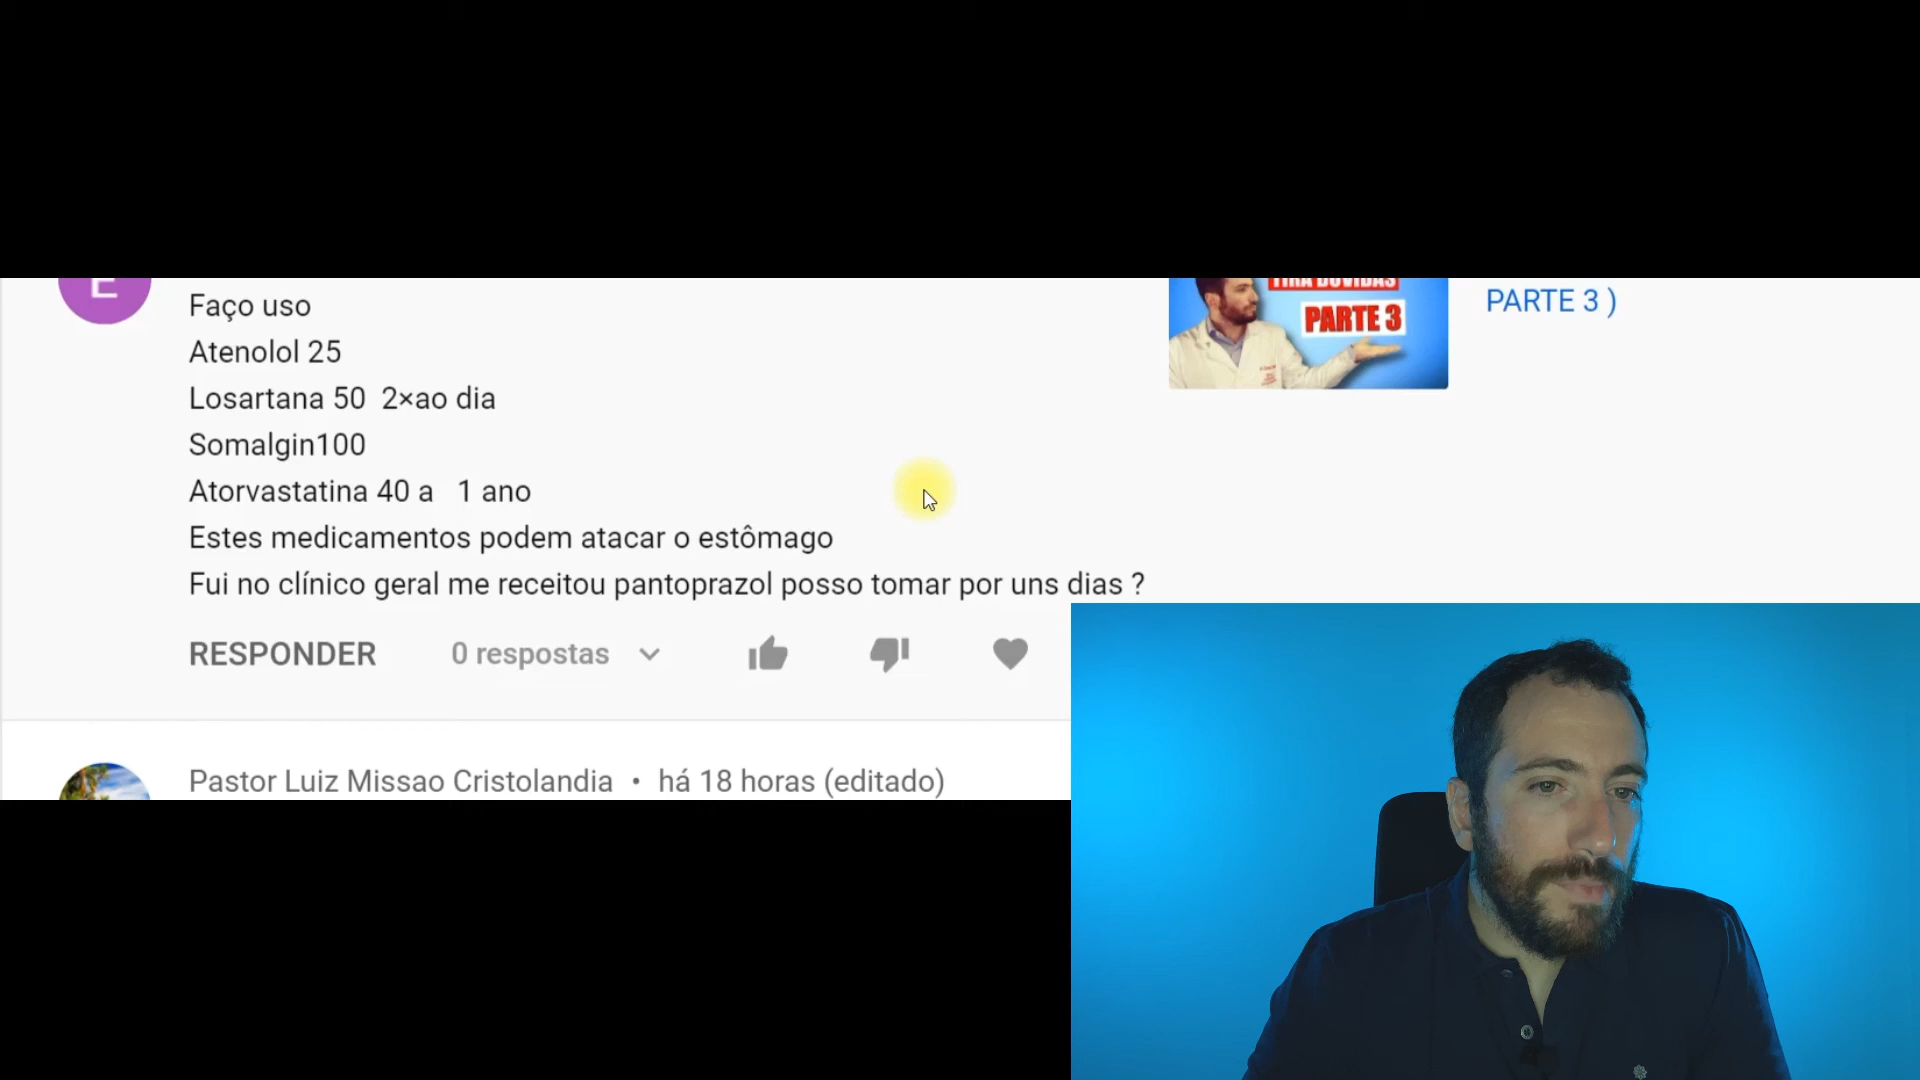 E
Faço uso
Atenolol 25
Losartana 50 2×ao dia
Somalgin100
Atorvastatina 40 a 1 ano
Estes medicamentos podem atacar o estômago
Fui no clínico geral me receitou pantoprazol posso tomar por uns dias ?
RESPONDER 0 respostas
Pastor Luiz Missao Cristolandia • há 18 horas (editado)
TIRA DÚVIDAS
PARTE 3
PARTE 3 )